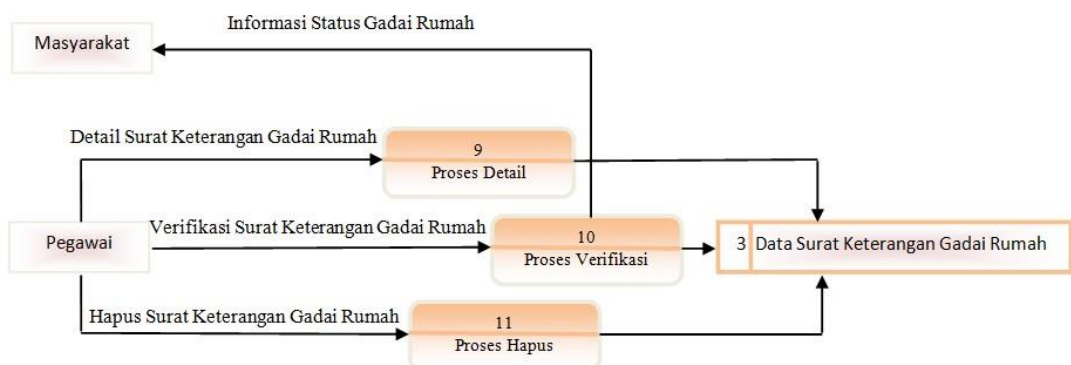 Informasi Status Gadai Rumah
Masyarakat
Detail Surat Keterangan Gadai Rumah
9
Proses Detail
Pegawai
Verifikasi Surat Keterangan Gadai Rumah
10
Proses Verifikasi
3 Data Surat Keterangan Gadai Rumah
Hapus Surat Keterangan Gadai Rumah
11
Proses Hapus